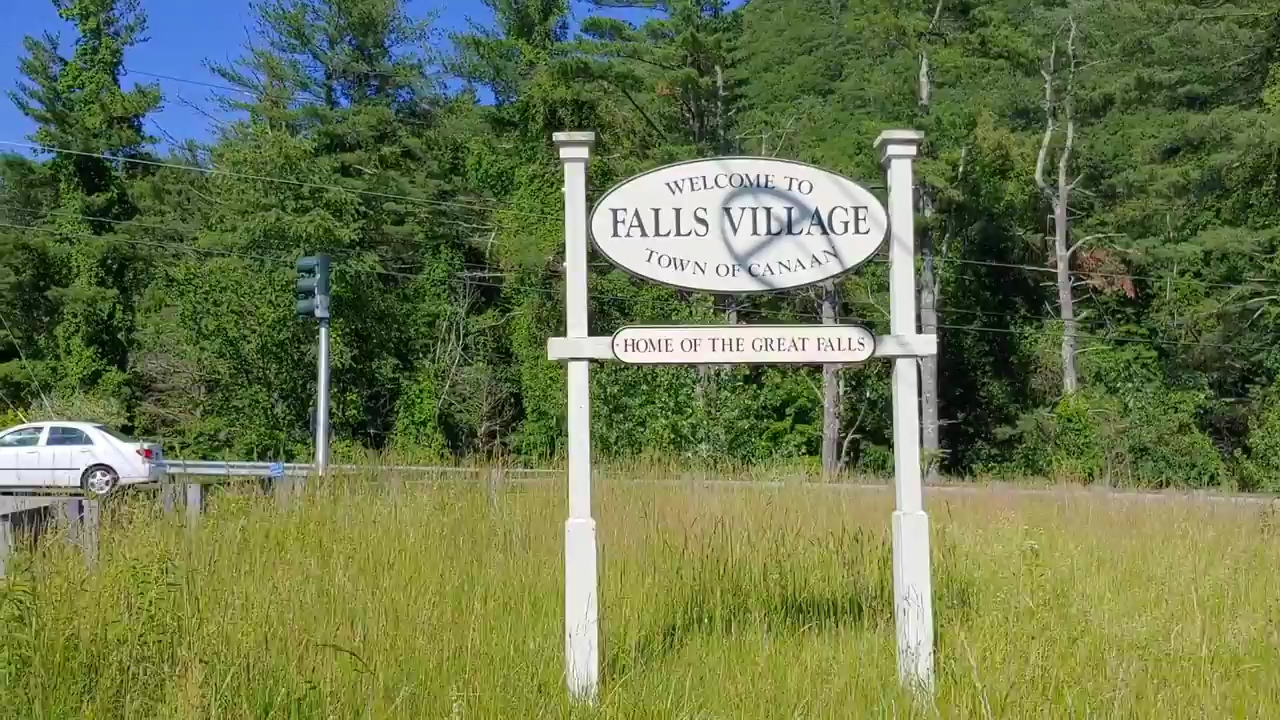 WELCOME TO
FALLS VILLAGE
TOWN OF CANAAN
HOME OF THE GREAT FALLS